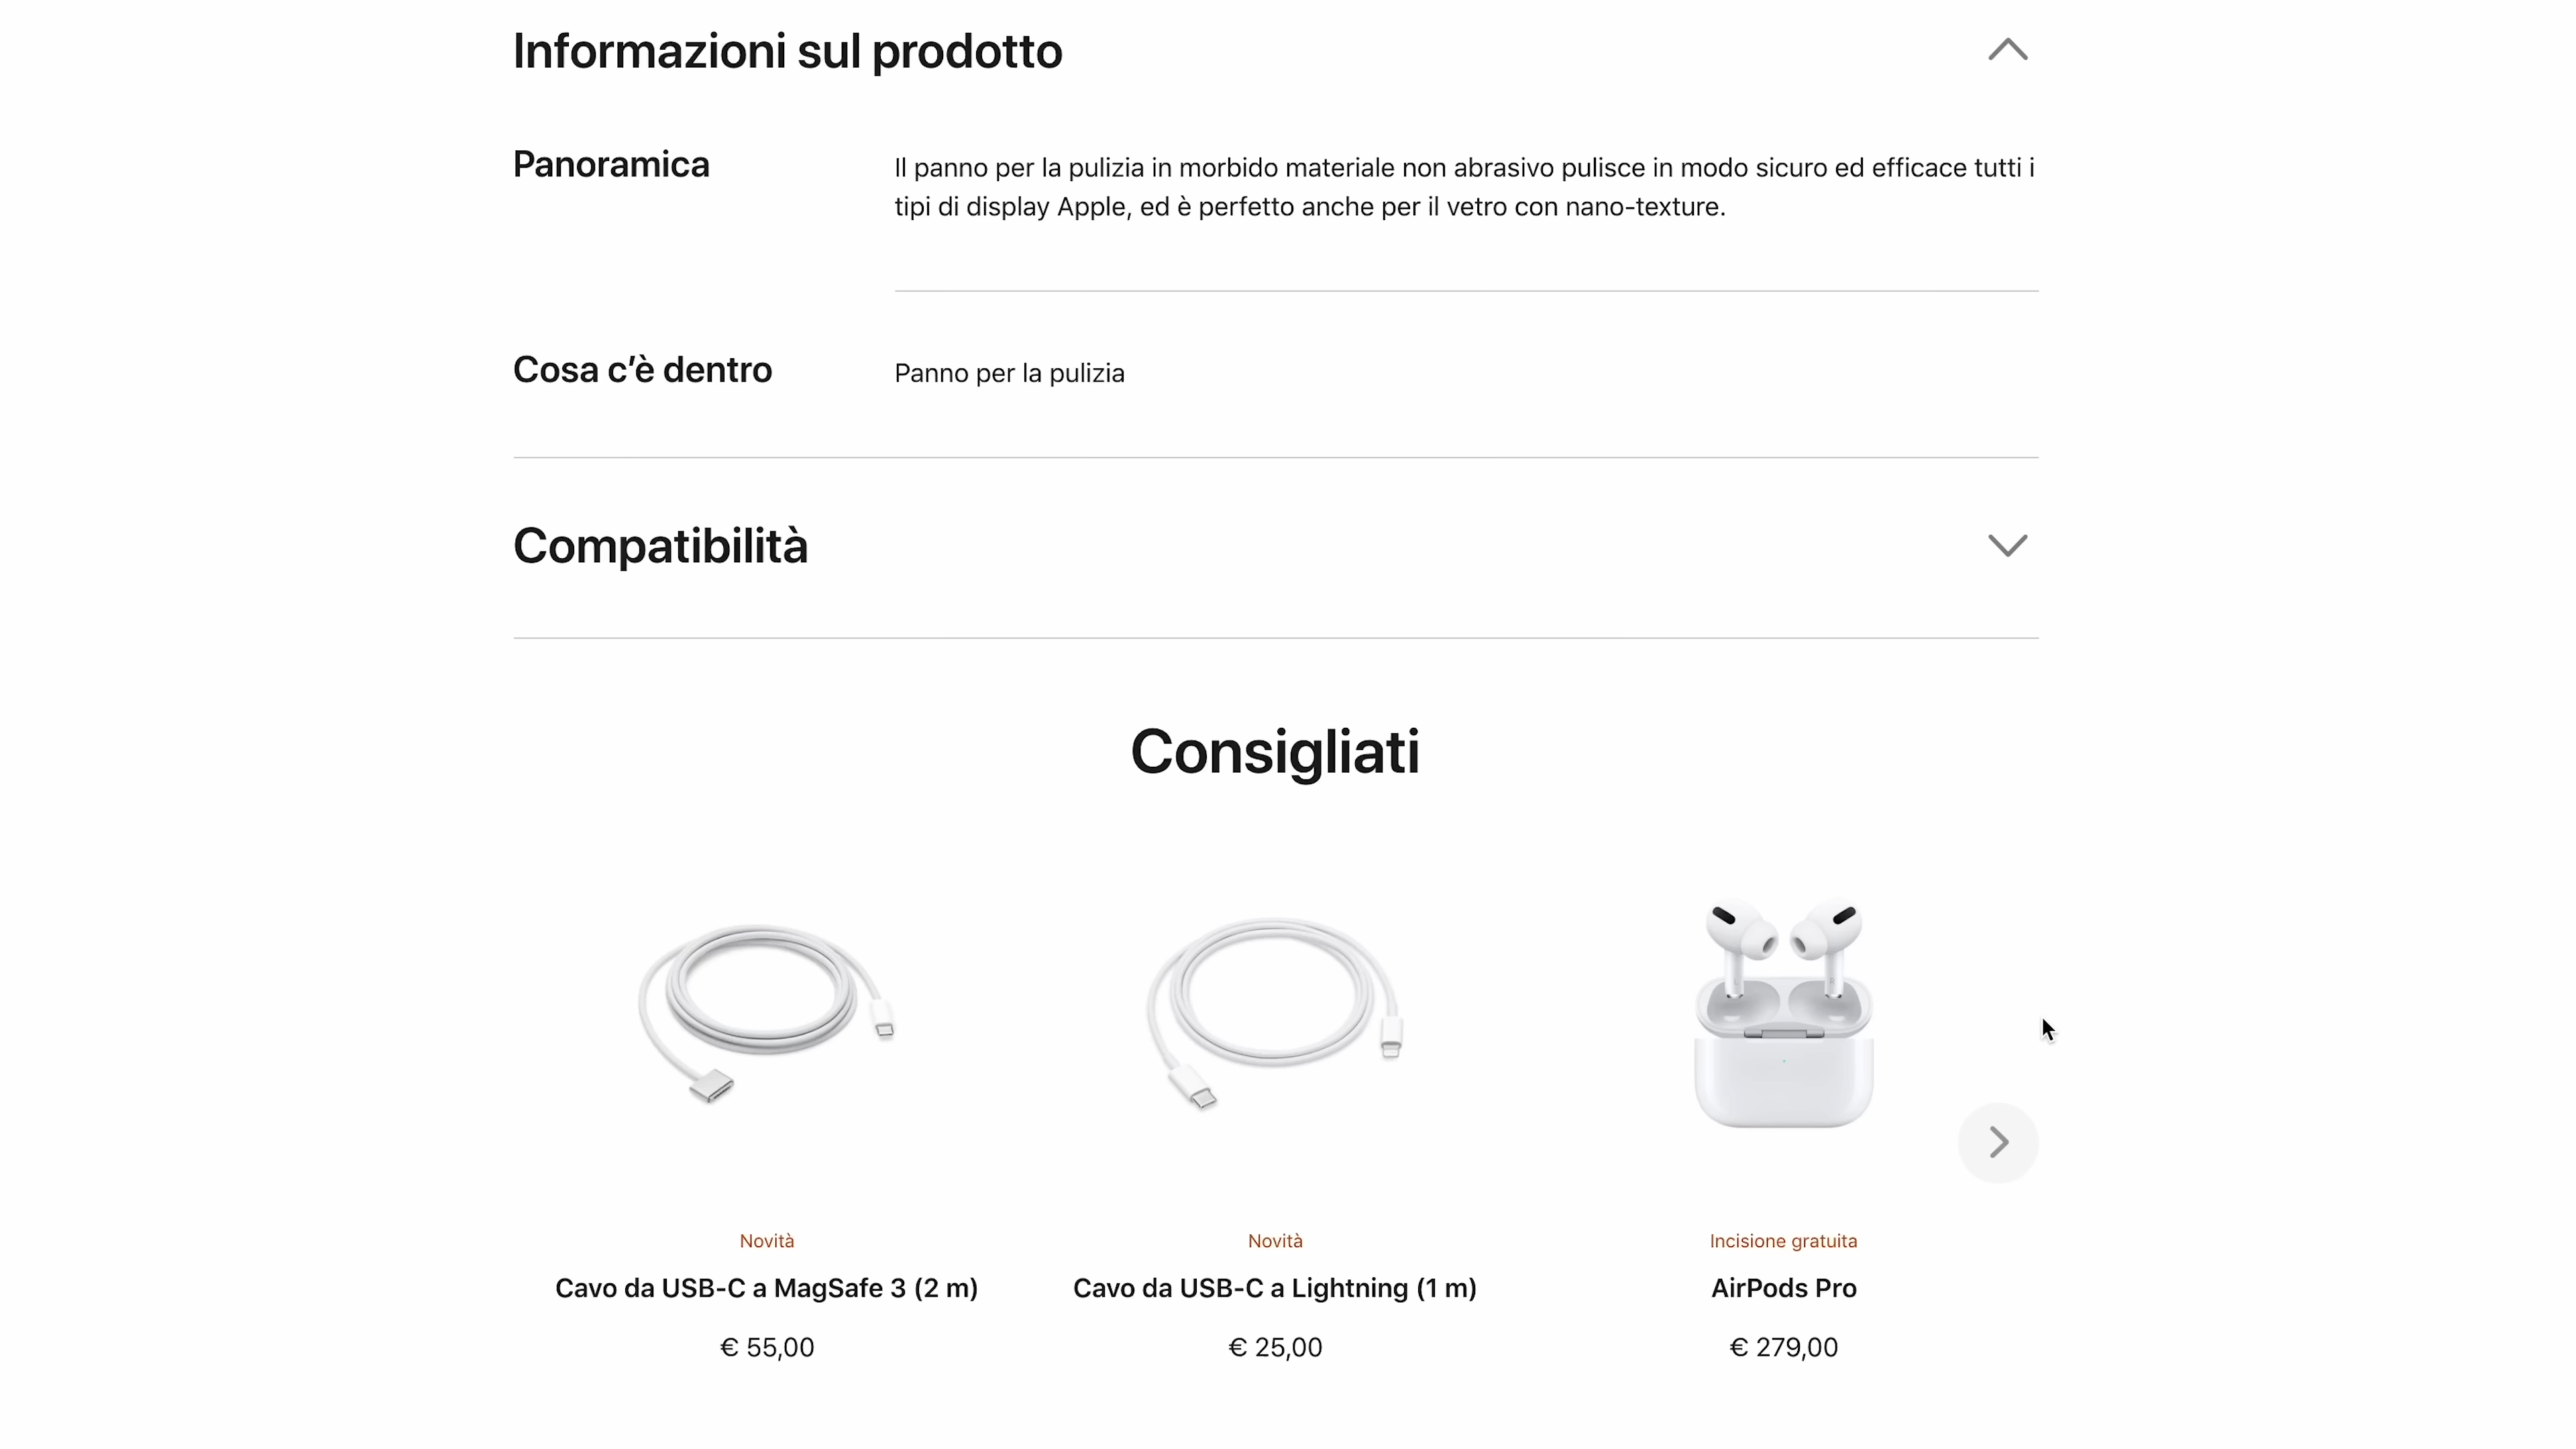 Informazioni sul prodotto
Panoramica
Il panno per la pulizia in morbido materiale non abrasivo pulisce in modo sicuro ed efficace tutti i
tipi di display Apple, ed è perfetto anche per il vetro con nano-texture.
Cosa c’è dentro
Panno per la pulizia
Compatibilità
Consigliati
Novità
Cavo da USB-C a MagSafe 3 (2 m)
€ 55,00
Novità
Cavo da USB-C a Lightning (1 m)
€ 25,00
Incisione gratuita
AirPods Pro
€ 279,00